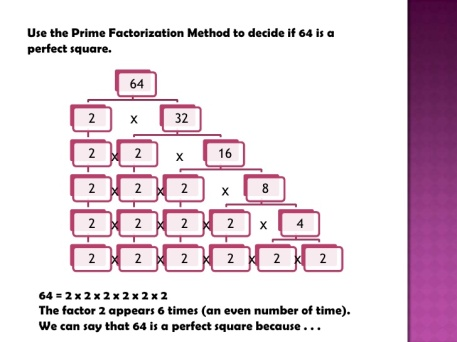 Use the Prime Factorization Method to decide if 64 is a
perfect square.
64
2 x 32
2 x 2 x 16
2 x 2 x 2 x 8
2 x 2 x 2 x 2 x 4
2 x 2 x 2 x 2 x 2 x 2
64 = 2 x 2 x 2 x 2 x 2 x 2
The factor 2 appears 6 times (an even number of time).
We can say that 64 is a perfect square because . . .